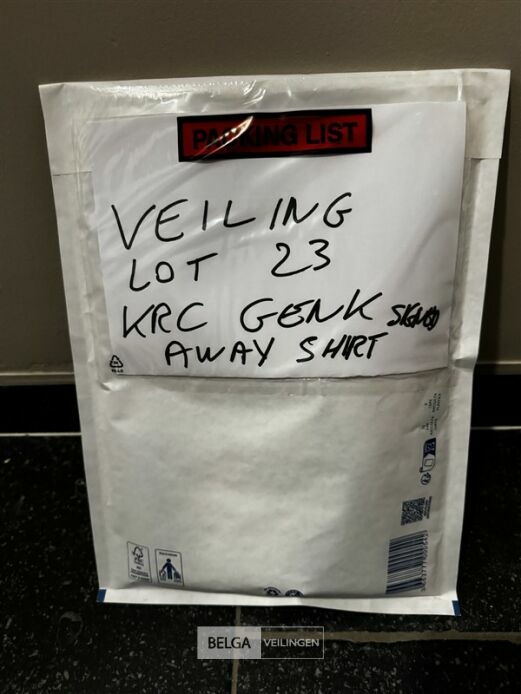 PACKING LIST
VEILING
LOT 23
KRC GENK SIGNED
AWAY SHIRT
BELGA VEILINGEN